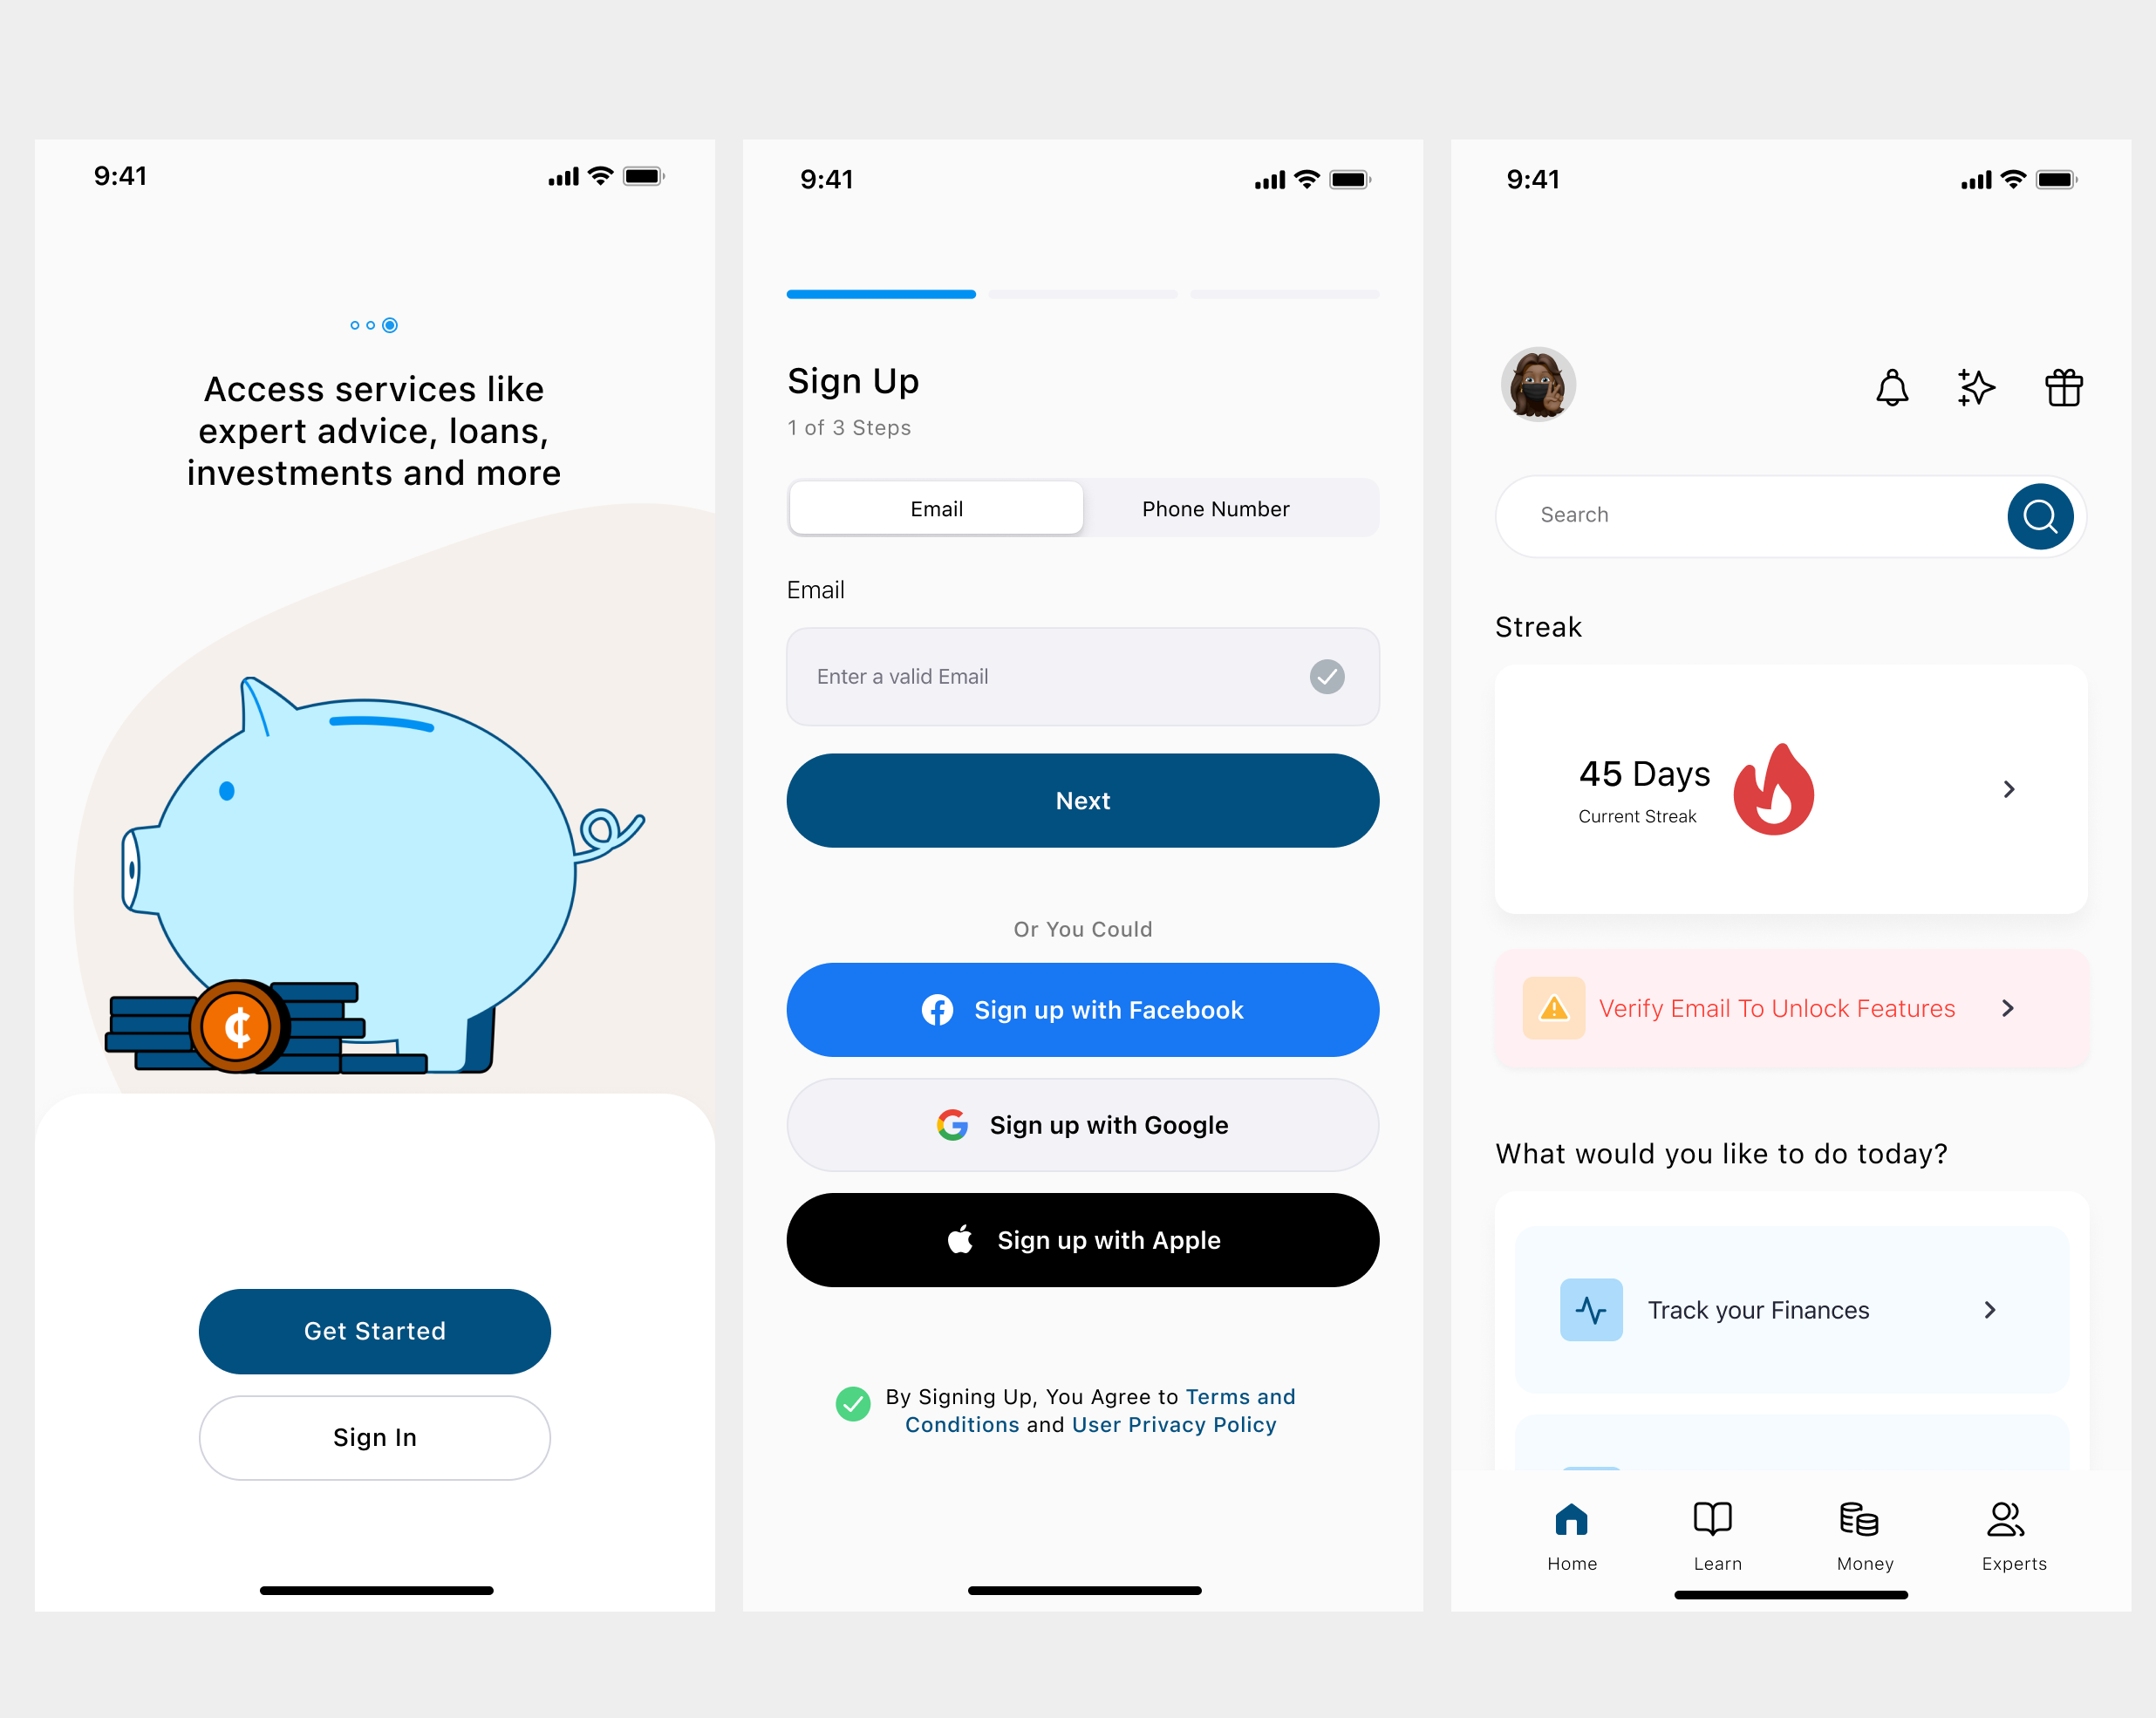 9:41
Access services like
expert advice, loans,
investments and more
¢
Get Started
Sign In
9:41
Sign Up
1 of 3 Steps
Email
Phone Number
Email
Enter a valid Email
Next
Or You Could
Sign up with Facebook
Sign up with Google
Sign up with Apple
By Signing Up, You Agree to Terms and
Conditions and User Privacy Policy
9:41
Search
Streak
45 Days
Current Streak
Verify Email To Unlock Features
What would you like to do today?
Track your Finances
Home
Learn
Money
Experts